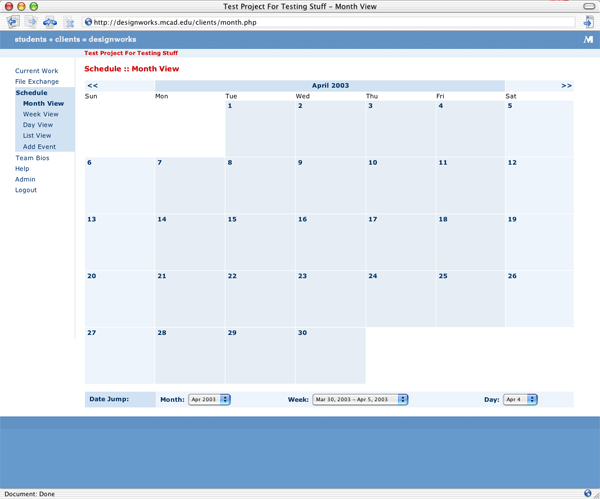 Test Project For Testing Stuff – Month View
http://designworks.mcad.edu/clients/month.php
students + clients = designworks
M
Test Project For Testing Stuff
Current Work
File Exchange
Schedule
Month View
Week View
Day View
List View
Add Event
Team Bios
Help
Admin
Logout
Schedule :: Month View
<< April 2003 >>
Sun Mon Tue Wed Thu Fri Sat
1 2 3 4 5
6 7 8 9 10 11 12
13 14 15 16 17 18 19
20 21 22 23 24 25 26
27 28 29 30
Date Jump: Month: Apr 2003 Week: Mar 30, 2003 – Apr 5, 2003 Day: Apr 4
Document: Done